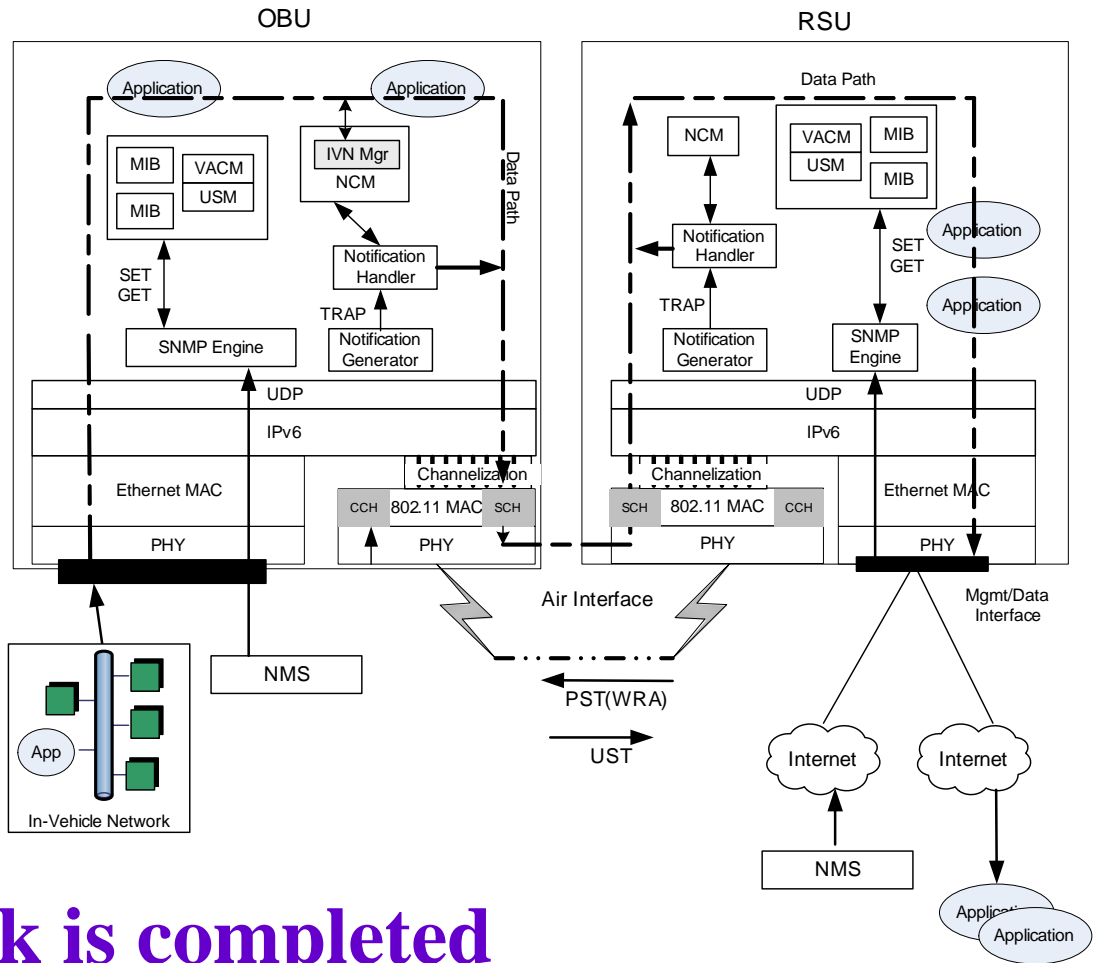 OBU
RSU
Application
Application
Data Path
MIB
VACM
USM
MIB
IVN Mgr
NCM
Data Path
NCM
VACM
USM
MIB
MIB
Notification
Handler
Notification
Handler
Application
SET
GET
SET
GET
Application
TRAP
TRAP
SNMP Engine
Notification
Generator
Notification
Generator
SNMP
Engine
UDP
UDP
IPv6
IPv6
Ethernet MAC
Channelization
Channelization
Ethernet MAC
CCH
802.11 MAC
SCH
SCH
802.11 MAC
CCH
PHY
PHY
PHY
PHY
Air Interface
Mgmt/Data
Interface
NMS
PST(WRA)
UST
App
In-Vehicle Network
Internet
Internet
NMS
Application
k is completed